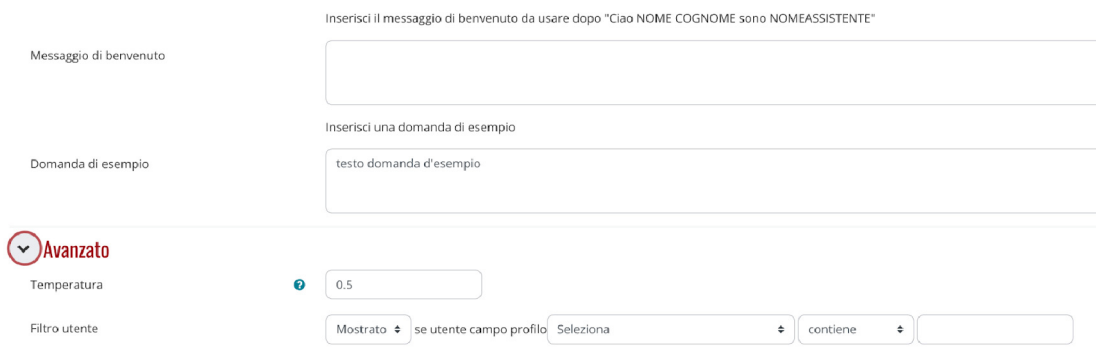 Inserisci il messaggio di benvenuto da usare dopo "Ciao NOME COGNOME sono NOMEASSISTENTE"
Messaggio di benvenuto
Inserisci una domanda di esempio
Domanda di esempio
testo domanda d'esempio
Avanzato
Temperatura ? 0.5
Filtro utente Mostrato se utente campo profilo Seleziona contiene